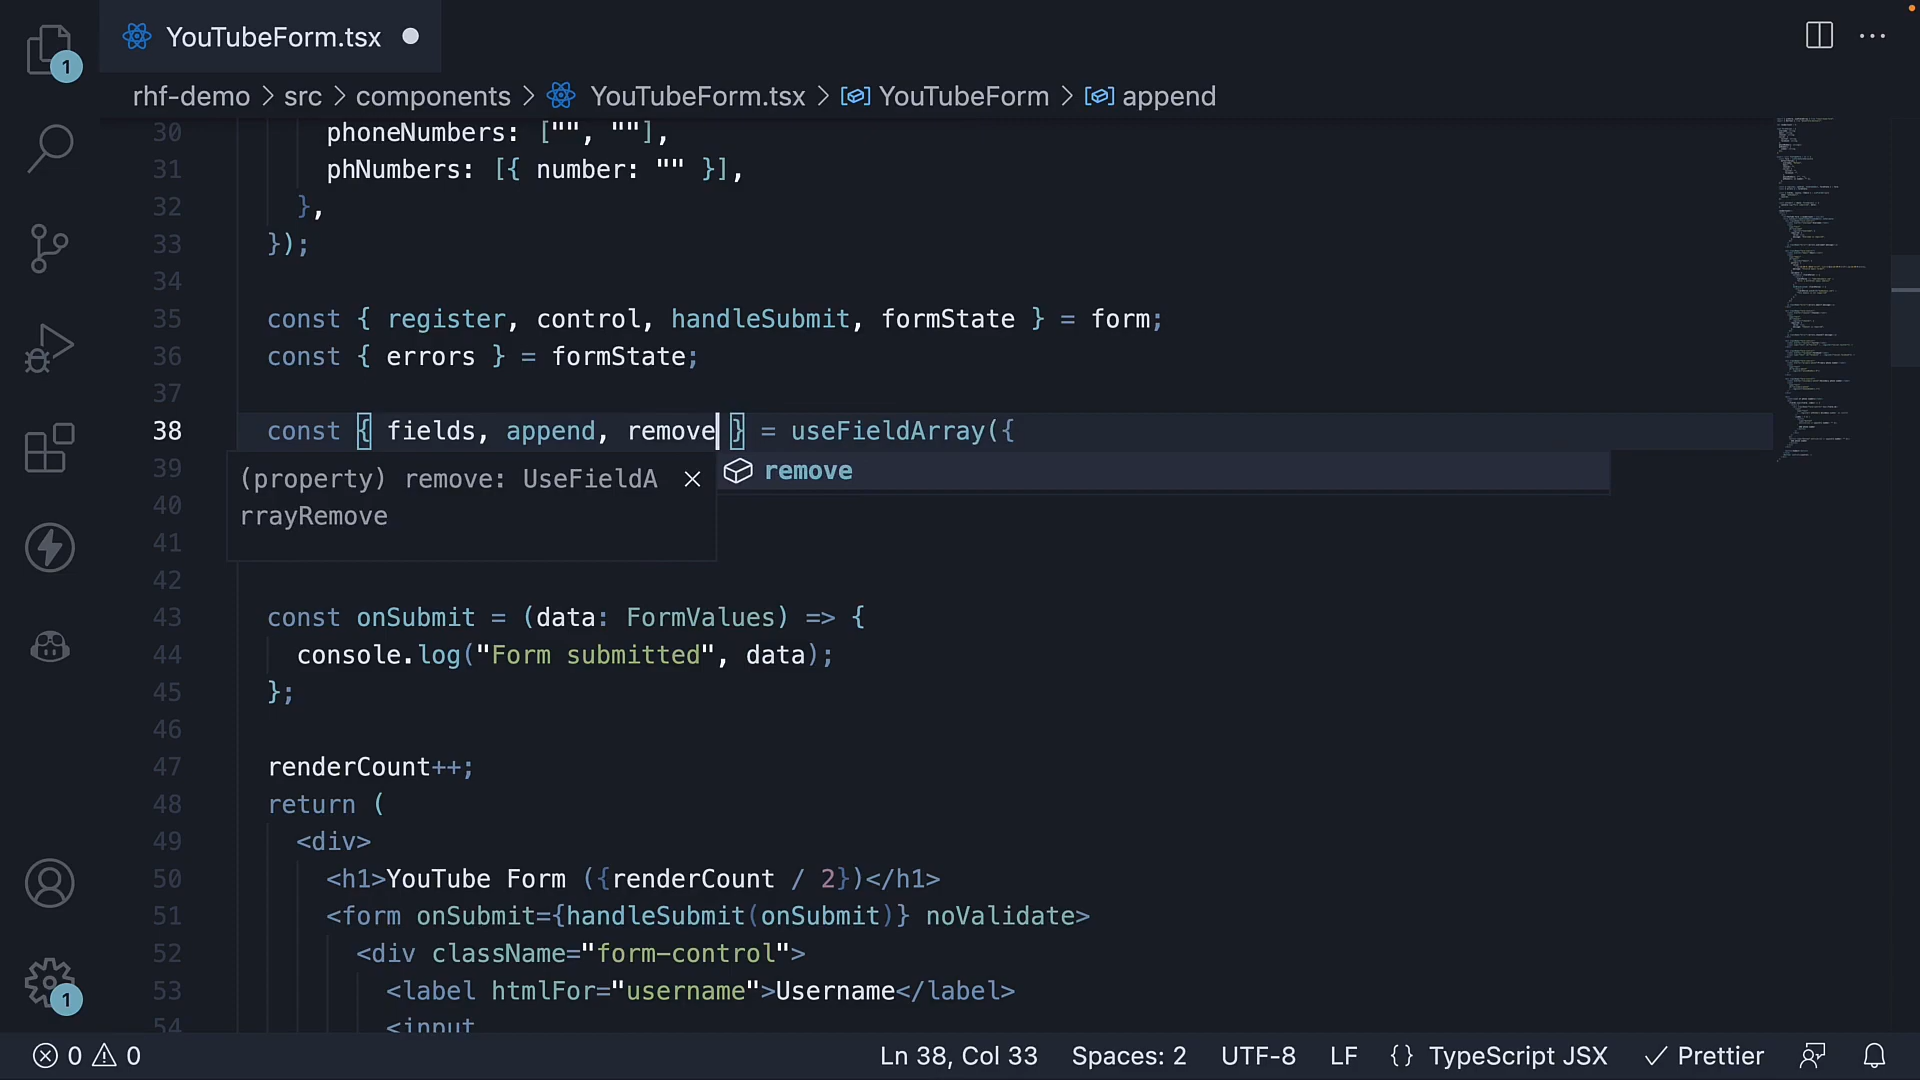 YouTubeForm.tsx
rhf-demo > src > components > YouTubeForm.tsx > YouTubeForm > append
30 phoneNumbers: ["", ""],
31 phNumbers: [{ number: "" }],
32 },
33 });
34
35 const { register, control, handleSubmit, formState } = form;
36 const { errors } = formState;
37
38 const { fields, append, remove } = useFieldArray({
39 (property) remove: UseFieldA
rrayRemove
remove
40
41
42
43 const onSubmit = (data: FormValues) => {
44 console.log("Form submitted", data);
45 };
46
47 renderCount++;
48 return (
49 <div>
50 <h1>YouTube Form ({renderCount / 2})</h1>
51 <form onSubmit={handleSubmit(onSubmit)} noValidate>
52 <div className="form-control">
53 <label htmlFor="username">Username</label>
54 <input
1
1
0 0
Ln 38, Col 33
Spaces: 2
UTF-8
LF
{} TypeScript JSX
Prettier